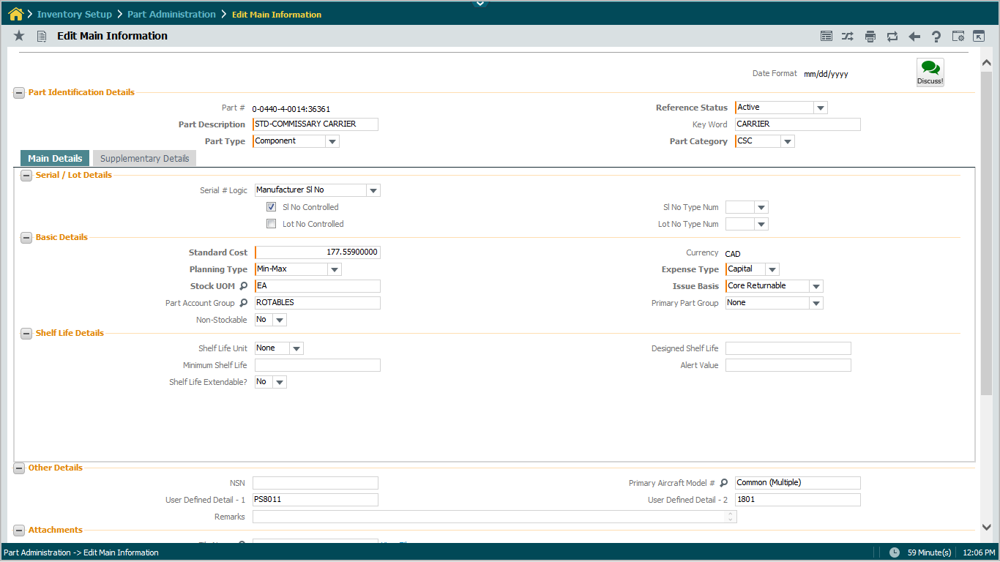 Inventory Setup Part Administration Edit Main Information
Edit Main Information
Date Format mm/dd/yyyy
Discuss!
Part Identification Details
Part # 0-0440-4-0014:36361 Reference Status Active
Part Description STD-COMMISSARY CARRIER Key Word CARRIER
Part Type Component Part Category CSC
Main Details Supplementary Details
Serial / Lot Details
Serial # Logic Manufacturer Sl No
Sl No Controlled Sl No Type Num
Lot No Controlled Lot No Type Num
Basic Details
Standard Cost 177.55900000 Currency CAD
Planning Type Min-Max Expense Type Capital
Stock UOM EA Issue Basis Core Returnable
Part Account Group ROTABLES Primary Part Group None
Non-Stockable No
Shelf Life Details
Shelf Life Unit None Designed Shelf Life
Minimum Shelf Life Alert Value
Shelf Life Extendable? No
Other Details
NSN Primary Aircraft Model # Common (Multiple)
User Defined Detail - 1 PS8011 User Defined Detail - 2 1801
Remarks
Attachments
Part Administration -> Edit Main Information 59 Minute(s) 12:06 PM